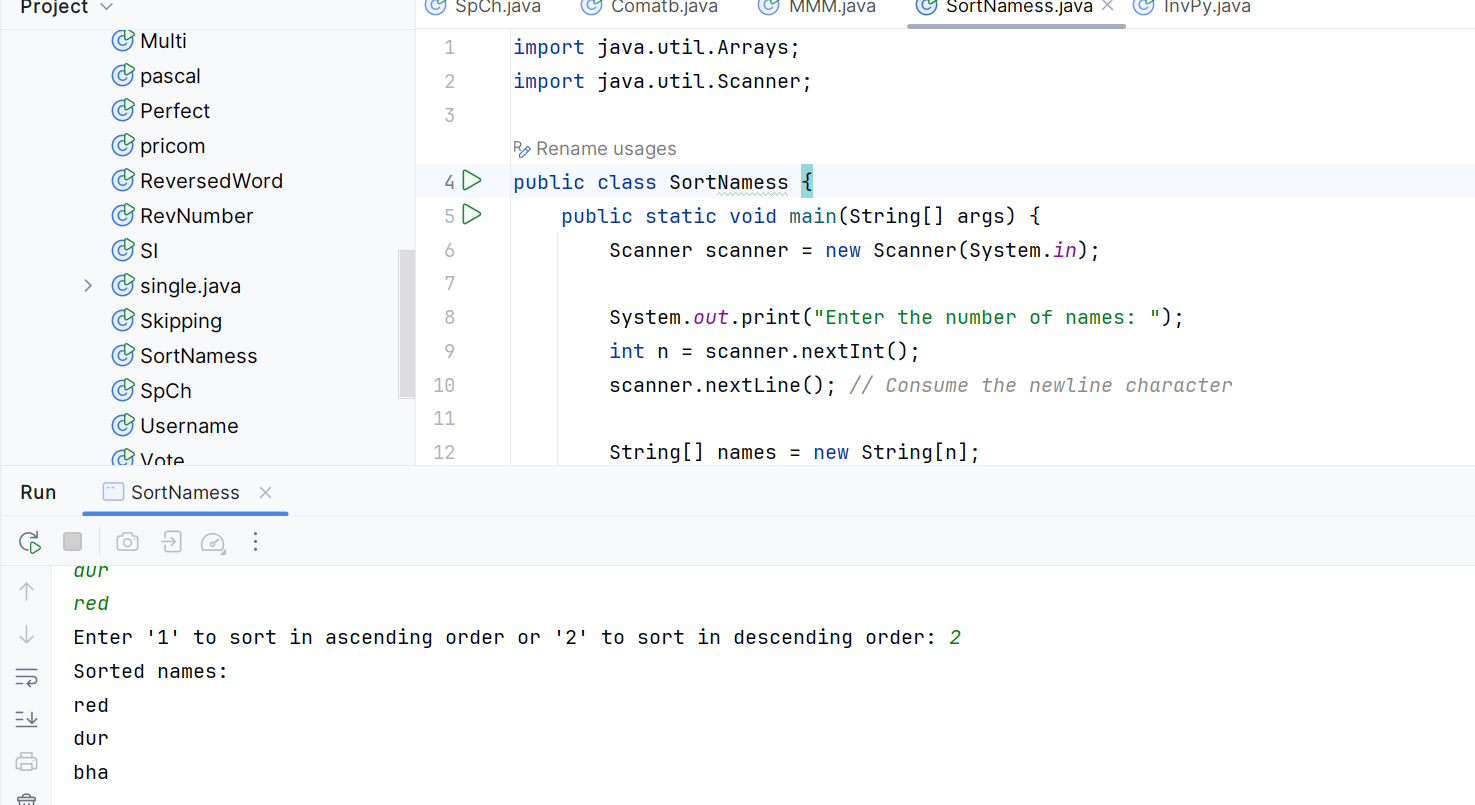 Project
SpCh.java Comatb.java MMM.java SortNamess.java InvPy.java
Multi
pascal
Perfect
pricom
ReversedWord
RevNumber
SI
single.java
Skipping
SortNamess
SpCh
Username
Vote
1 import java.util.Arrays;
2 import java.util.Scanner;
3
Rename usages
4 public class SortNamess {
5 public static void main(String[] args) {
6 Scanner scanner = new Scanner(System.in);
7
8 System.out.print("Enter the number of names: ");
9 int n = scanner.nextInt();
10 scanner.nextLine(); // Consume the newline character
11
12 String[] names = new String[n];
Run SortNamess
dur
red
Enter '1' to sort in ascending order or '2' to sort in descending order: 2
Sorted names:
red
dur
bha